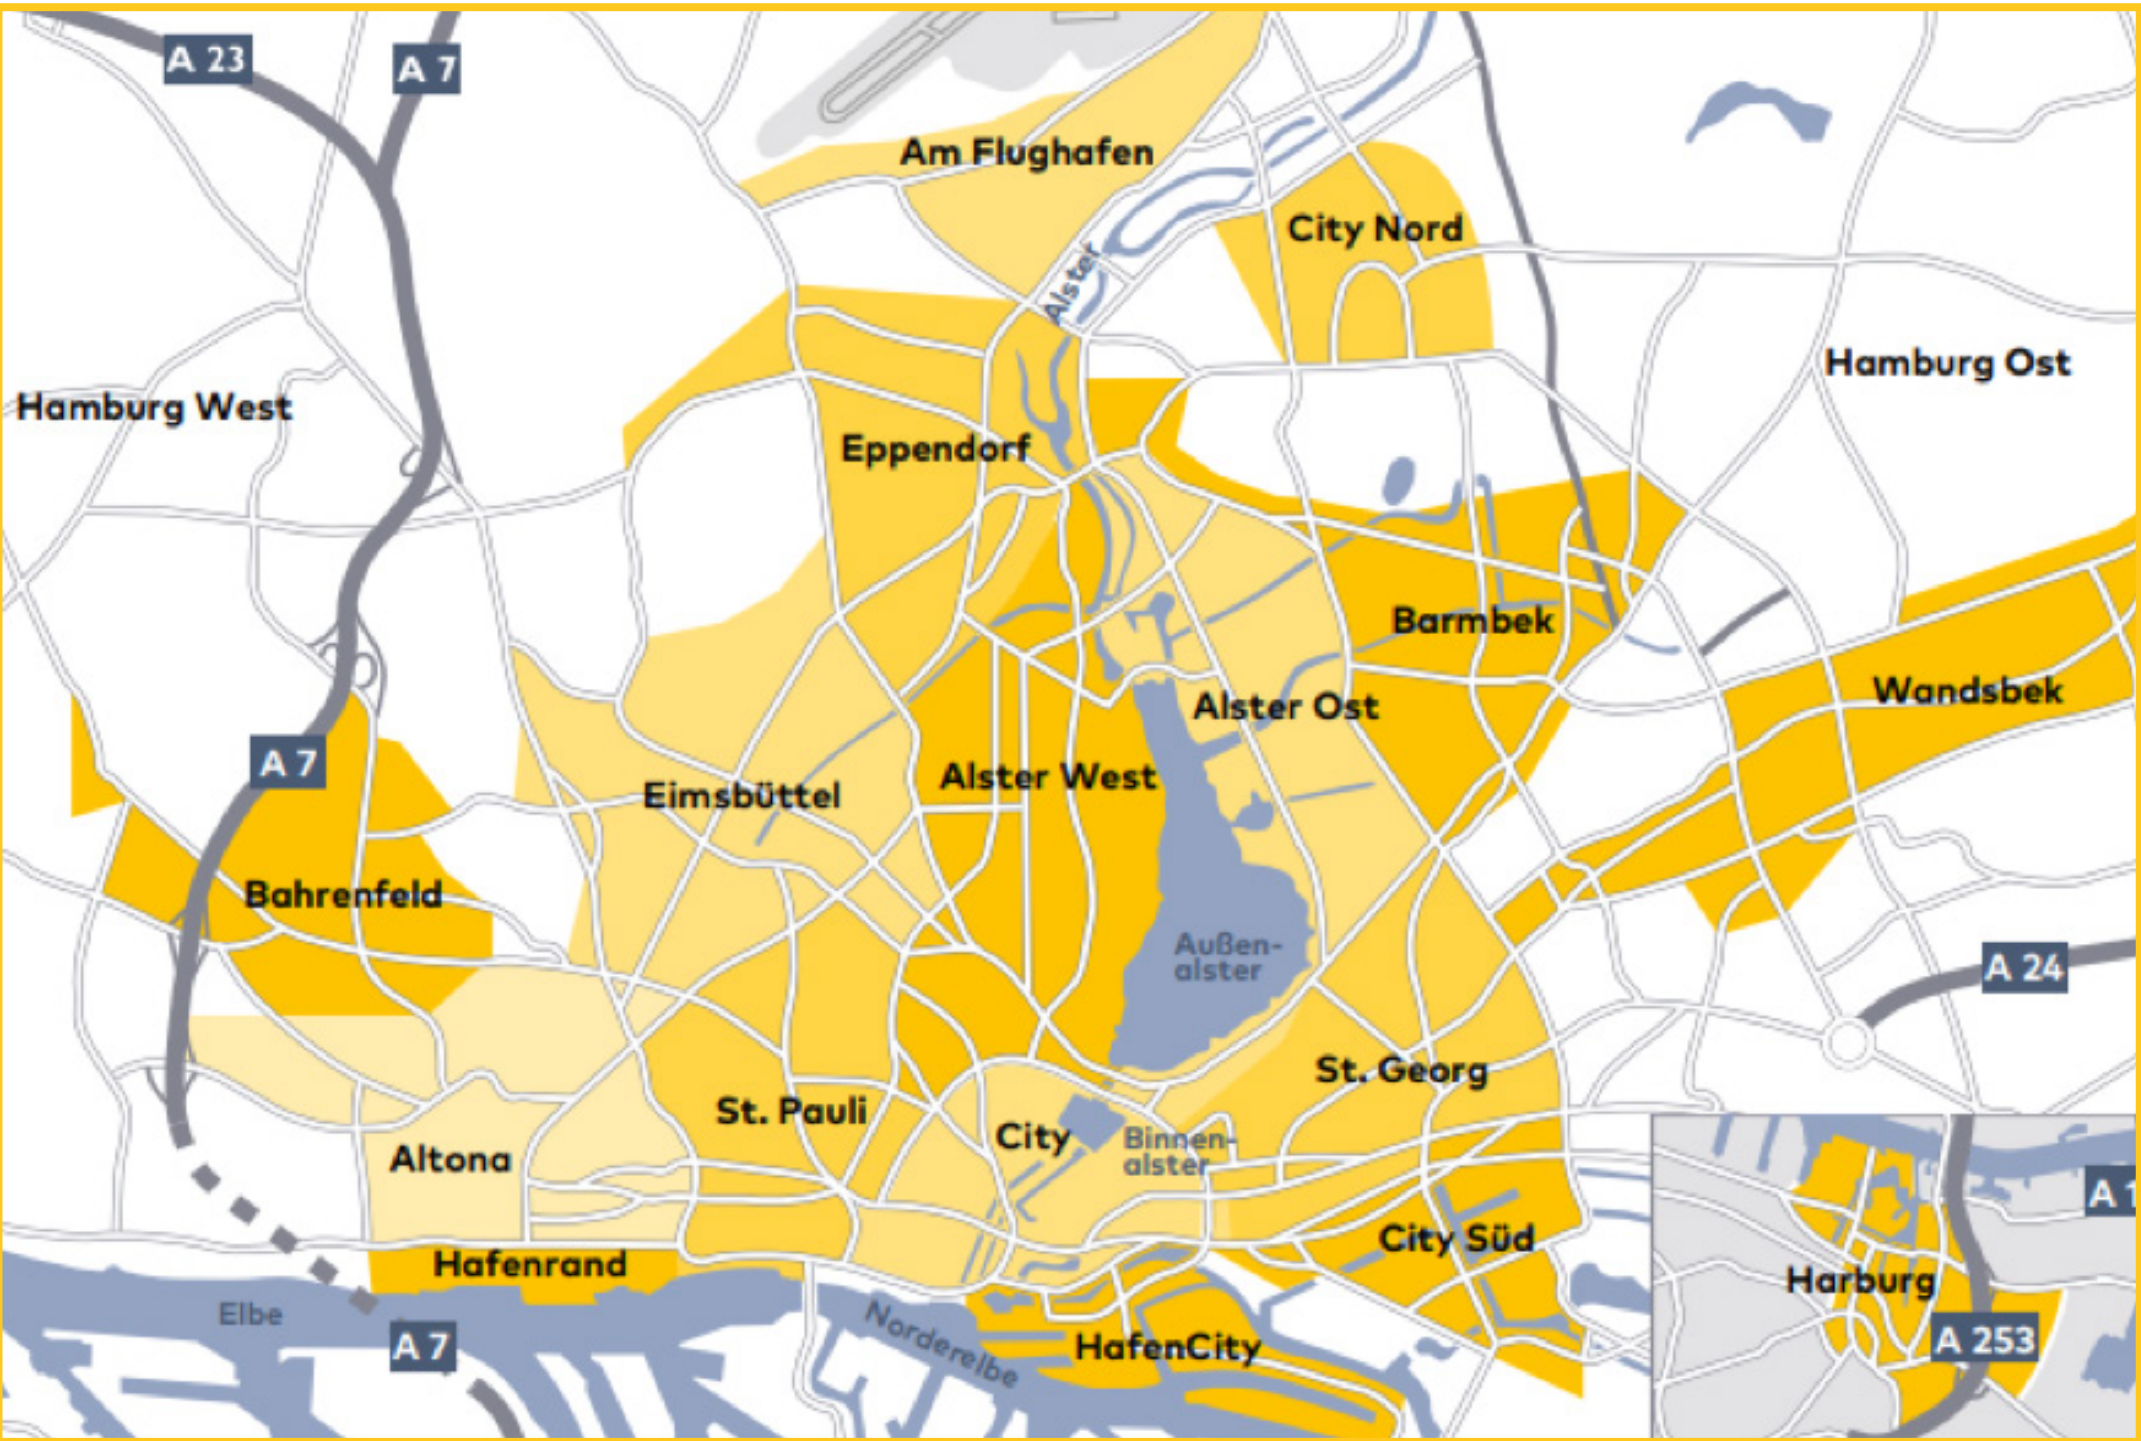 A 23
A 7
Am Flughafen
City Nord
Alster
Hamburg Ost
Hamburg West
Eppendorf
Barmbek
Wandsbek
Alster Ost
A 7
Alster West
Eimsbüttel
Bahrenfeld
Außen-
alster
A 24
St. Georg
St. Pauli
City
Binnen-
alster
Altona
A 1
City Süd
Hafenrand
Harburg
Elbe
Norderelbe
A 7
HafenCity
A 253